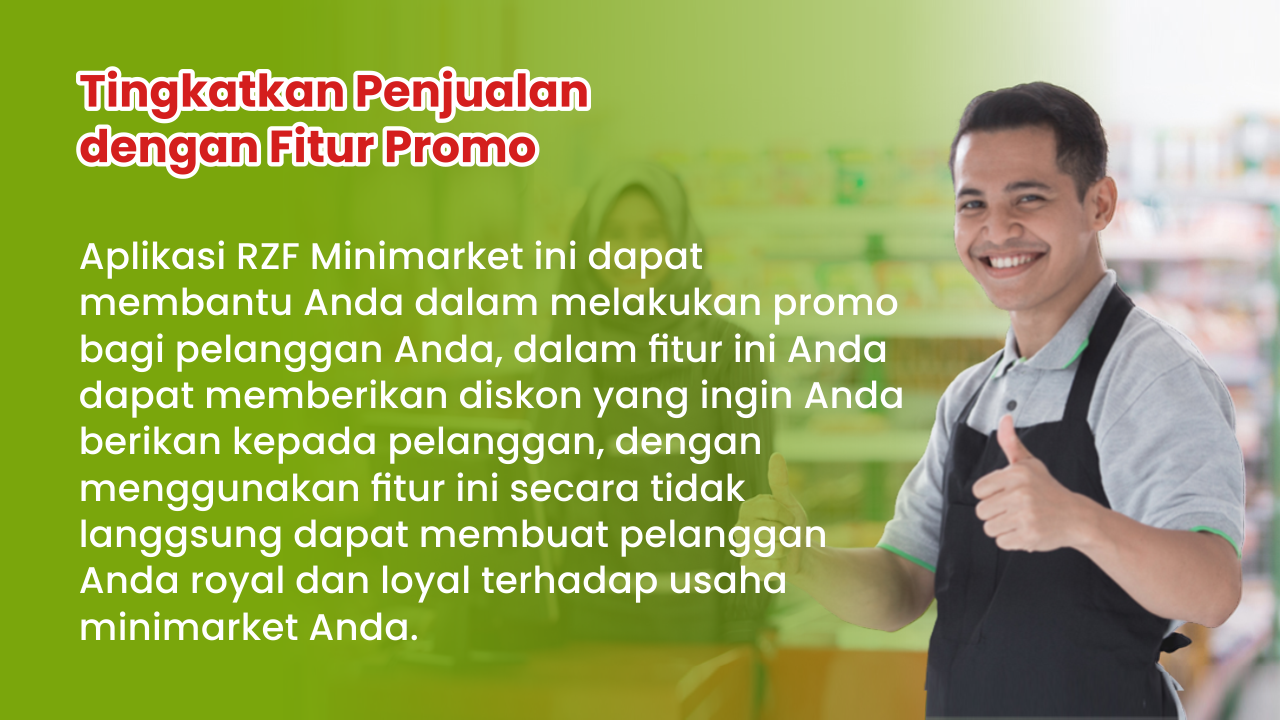 Tingkatkan Penjualan
dengan Fitur Promo
Aplikasi RZF Minimarket ini dapat
membantu Anda dalam melakukan promo
bagi pelanggan Anda, dalam fitur ini Anda
dapat memberikan diskon yang ingin Anda
berikan kepada pelanggan, dengan
menggunakan fitur ini secara tidak
langgsung dapat membuat pelanggan
Anda royal dan loyal terhadap usaha
minimarket Anda.